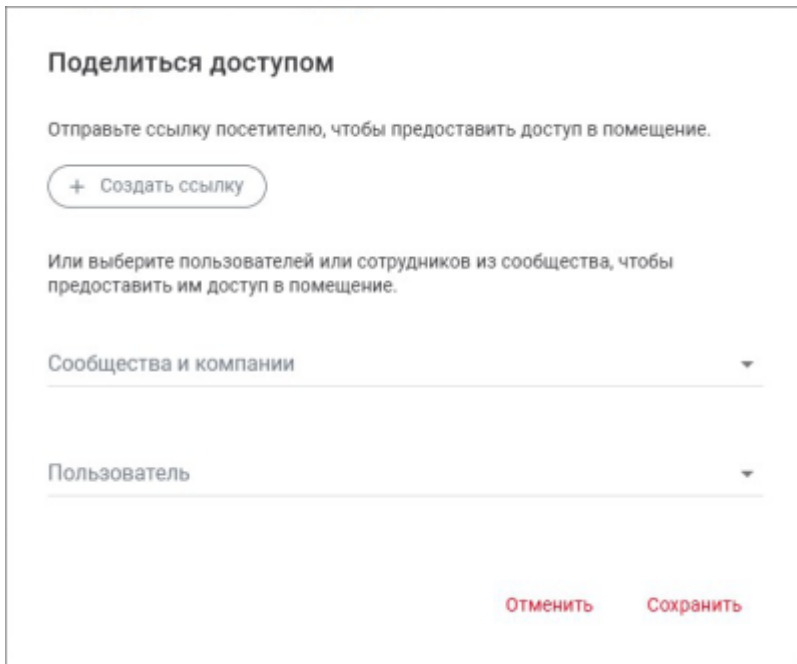 Поделиться доступом
Отправьте ссылку посетителю, чтобы предоставить доступ в помещение.
+ Создать ссылку
Или выберите пользователей или сотрудников из сообщества, чтобы
предоставить им доступ в помещение.
Сообщества и компании
Пользователь
Отменить Сохранить